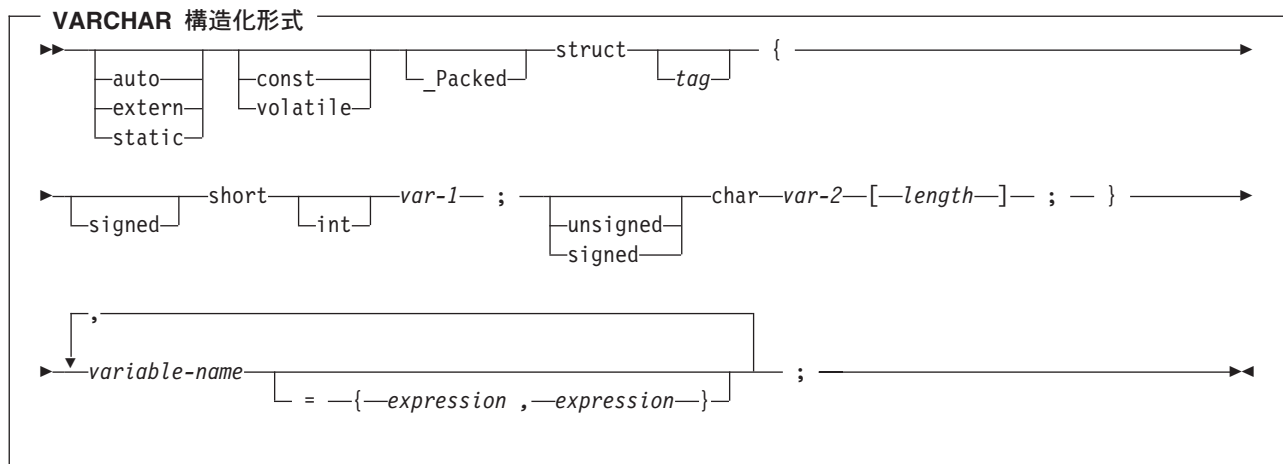 VARCHAR 構造化形式
struct { 
auto const _Packed tag
extern volatile
static
short var-1 ; char var-2 [ length ] ; }
signed int unsigned
signed
,
variable-name ;
= { expression , expression }